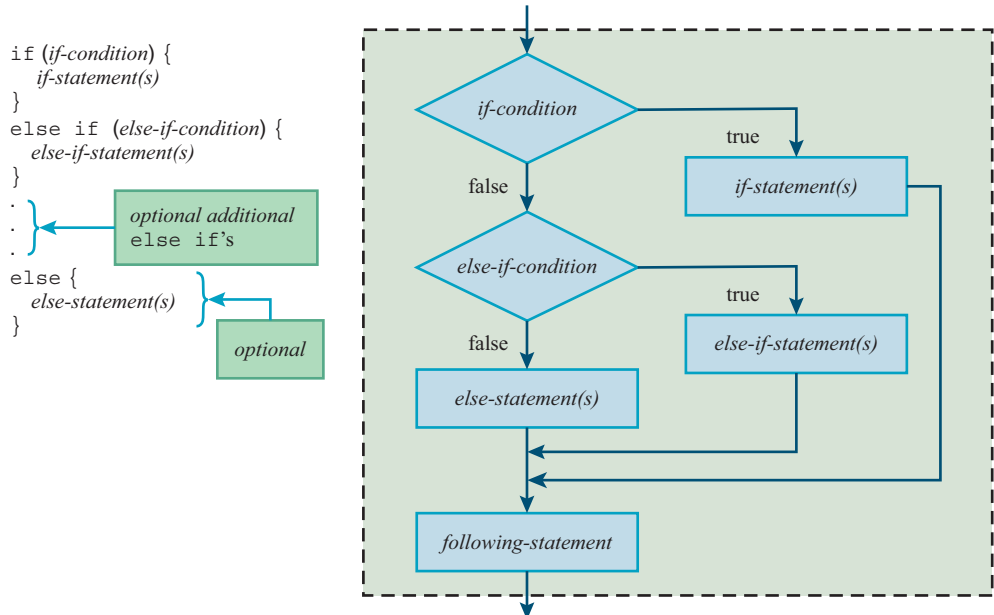 if (if-condition) {
if-statement(s)
}
else if (else-if-condition) {
else-if-statement(s)
}
.
.
.
optional additional
else if's
else {
else-statement(s)
}
optional
if-condition
true
false
if-statement(s)
else-if-condition
true
false
else-if-statement(s)
else-statement(s)
following-statement